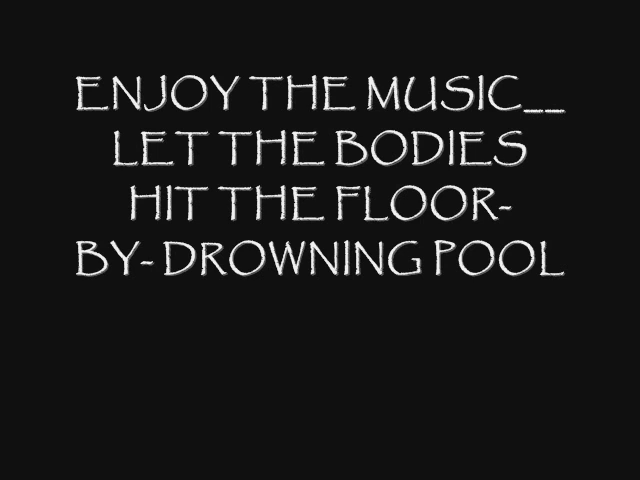 ENJOY THE MUSIC__
LET THE BODIES
HIT THE FLOOR-
BY- DROWNING POOL